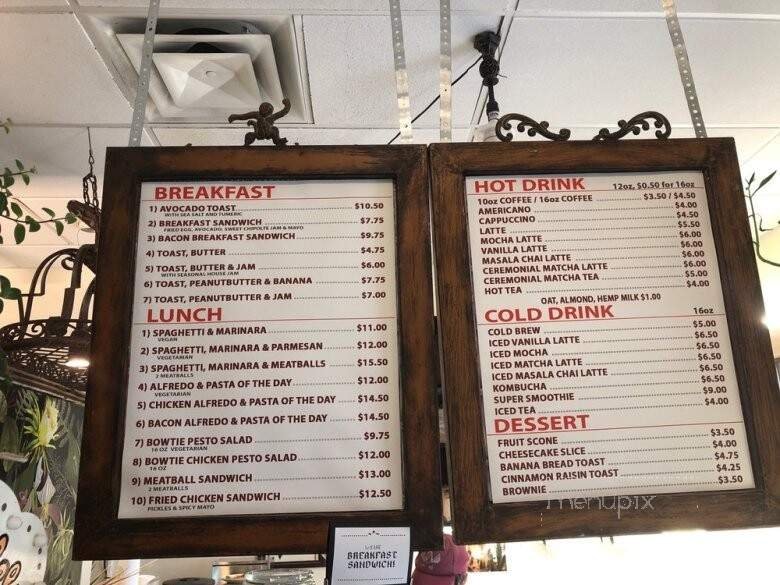 BREAKFAST
1) AVOCADO TOAST $10.50
WITH SEA SALT AND TUMERIC
2) BREAKFAST SANDWICH $7.75
FRIED EGG, AVOCADO, SWEET CHIPOLTE JAM & MAYO
3) BACON BREAKFAST SANDWICH $9.75
4) TOAST, BUTTER $4.75
5) TOAST, BUTTER & JAM $6.00
WITH SEASONAL HOUSE JAM
6) TOAST, PEANUTBUTTER & BANANA $7.75
7) TOAST, PEANUTBUTTER & JAM $7.00
LUNCH
1) SPAGHETTI & MARINARA $11.00
VEGAN
2) SPAGHETTI, MARINARA & PARMESAN $12.00
VEGETARIAN
3) SPAGHETTI, MARINARA & MEATBALLS $15.50
2 MEATBALLS
4) ALFREDO & PASTA OF THE DAY $12.00
VEGETARIAN
5) CHICKEN ALFREDO & PASTA OF THE DAY $14.50
6) BACON ALFREDO & PASTA OF THE DAY $14.50
7) BOWTIE PESTO SALAD $9.75
16 OZ VEGETARIAN
8) BOWTIE CHICKEN PESTO SALAD $12.00
16 OZ
9) MEATBALL SANDWICH $13.00
2 MEATBALLS
10) FRIED CHICKEN SANDWICH $12.50
PICKLES & SPICY MAYO
BREAKFAST
SANDWICH!
HOT DRINK 12oz, $0.50 for 16oz
10oz COFFEE / 16oz COFFEE $3.50 / $4.50
AMERICANO $4.00
CAPPUCCINO $4.50
LATTE $5.50
MOCHA LATTE $6.00
VANILLA LATTE $6.00
MASALA CHAI LATTE $6.00
CEREMONIAL MATCHA LATTE $6.00
CEREMONIAL MATCHA TEA $5.00
HOT TEA $4.00
OAT, ALMOND, HEMP MILK $1.00
COLD DRINK 16oz
COLD BREW $5.00
ICED VANILLA LATTE $6.50
ICED MOCHA $6.50
ICED MATCHA LATTE $6.50
ICED MASALA CHAI LATTE $6.50
KOMBUCHA $6.50
SUPER SMOOTHIE $9.00
ICED TEA $4.00
DESSERT
FRUIT SCONE $3.50
CHEESECAKE SLICE $4.00
BANANA BREAD TOAST $4.75
CINNAMON RAISIN TOAST $4.25
BROWNIE $3.50
menupix